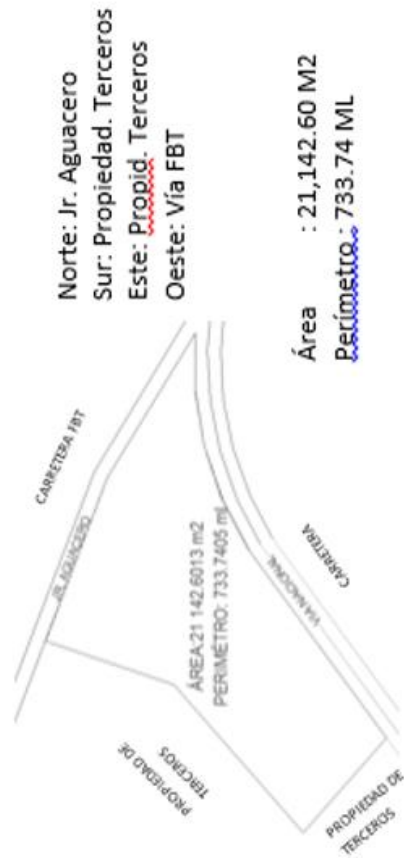 Norte: Jr. Aguacero
Sur: Propiedad. Terceros
Este: Propid. Terceros
Oeste: Vía FBT
Área : 21,142.60 M2
Perímetro : 733.74 ML
CARRETERA FBT
JR. AGUACERO
ÁREA:21 142.6013 m2
PERIMÉTRO: 733.7405 ml
VIA NACIONAL
CARRETERA
PROPIEDAD DE
TERCEROS
PROPIEDAD DE
TERCEROS